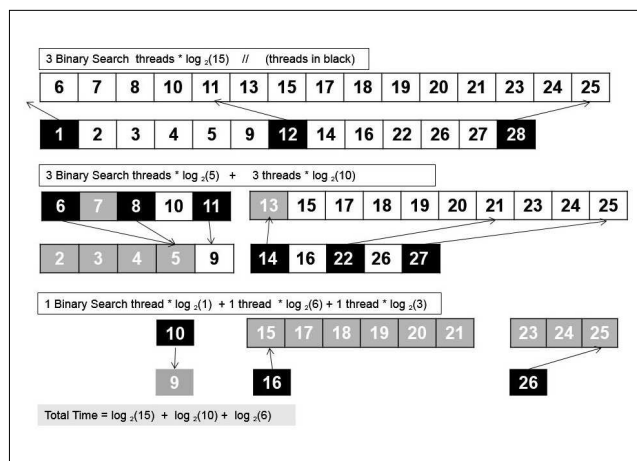 3 Binary Search threads * log ₂(15) // (threads in black)
6 7 8 10 11 13 15 17 18 19 20 21 23 24 25
1 2 3 4 5 9 12 14 16 22 26 27 28
3 Binary Search threads * log ₂(5) + 3 threads * log ₂(10)
6 7 8 10 11 13 15 17 18 19 20 21 23 24 25
2 3 4 5 9 14 16 22 26 27
1 Binary Search thread * log ₂(1) + 1 thread * log ₂(6) + 1 thread * log ₂(3)
10 15 17 18 19 20 21 23 24 25
9 16 26
Total Time = log ₂(15) + log ₂(10) + log ₂(6)